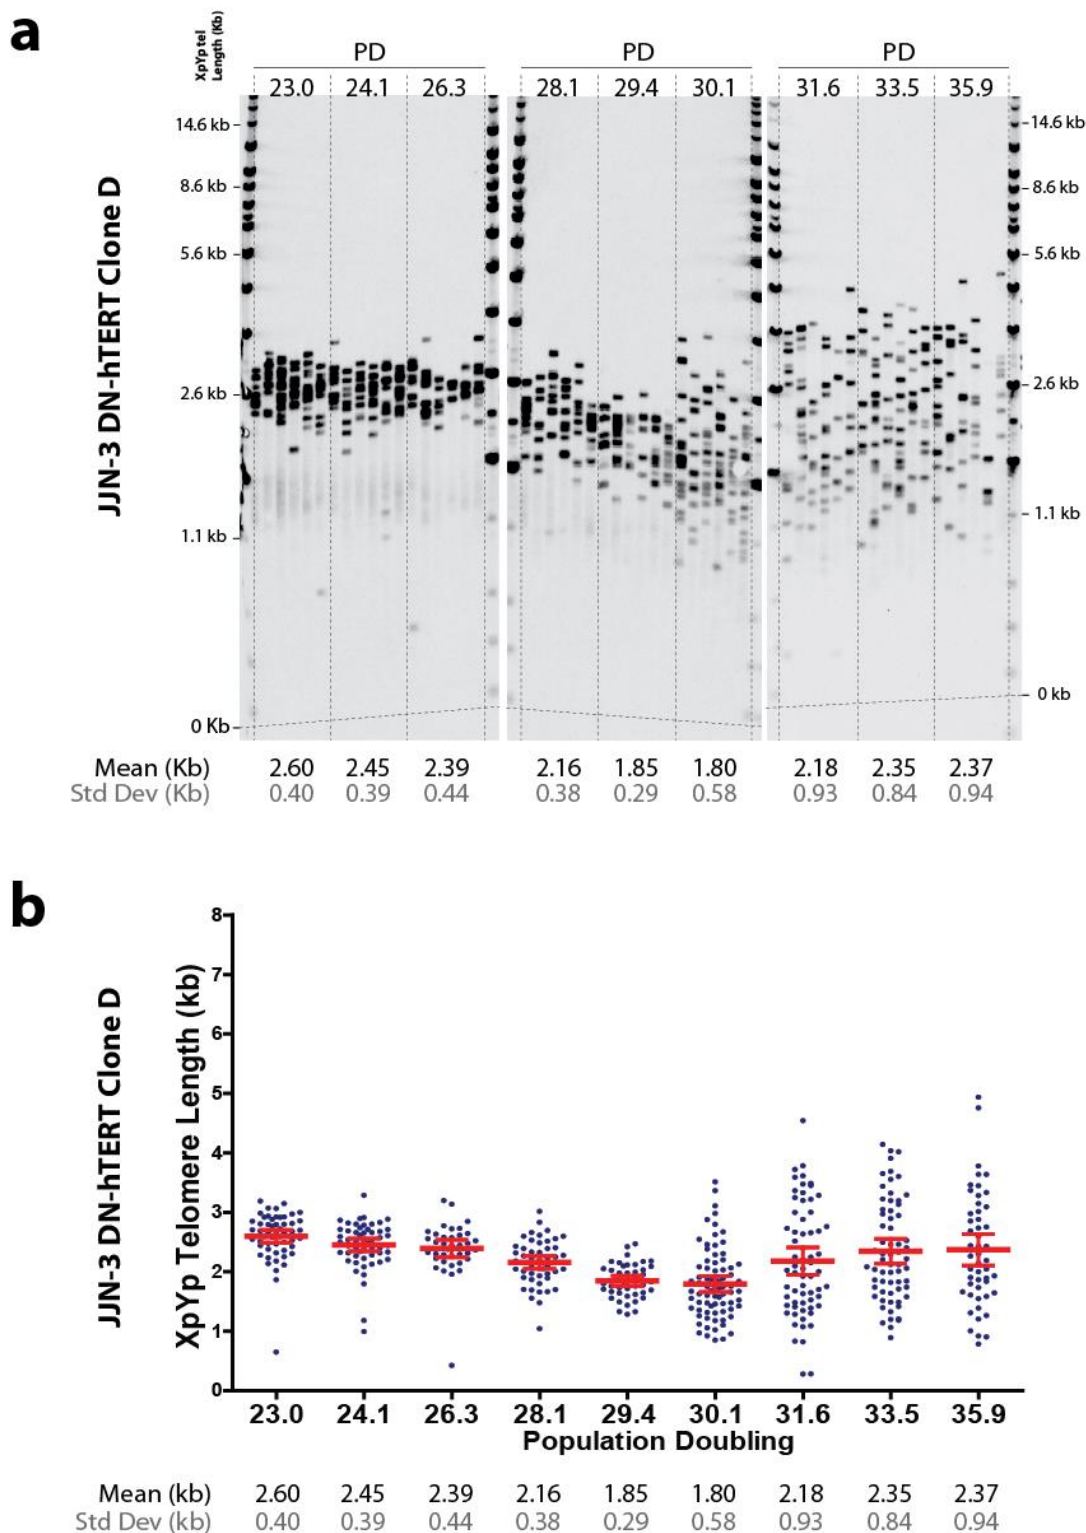 a
XpYp tel
Length (Kb)
PD PD PD
23.0 24.1 26.3 28.1 29.4 30.1 31.6 33.5 35.9
14.6 kb 14.6 kb
8.6 kb 8.6 kb
5.6 kb 5.6 kb
2.6 kb 2.6 kb
1.1 kb 1.1 kb
0 Kb 0 kb
JJN-3 DN-hTERT Clone D
Mean (Kb) 2.60 2.45 2.39 2.16 1.85 1.80 2.18 2.35 2.37
Std Dev (Kb) 0.40 0.39 0.44 0.38 0.29 0.58 0.93 0.84 0.94
b
JJN-3 DN-hTERT Clone D
XpYp Telomere Length (kb)
8
7
6
5
4
3
2
1
0
23.0 24.1 26.3 28.1 29.4 30.1 31.6 33.5 35.9
Population Doubling
Mean (kb) 2.60 2.45 2.39 2.16 1.85 1.80 2.18 2.35 2.37
Std Dev (kb) 0.40 0.39 0.44 0.38 0.29 0.58 0.93 0.84 0.94